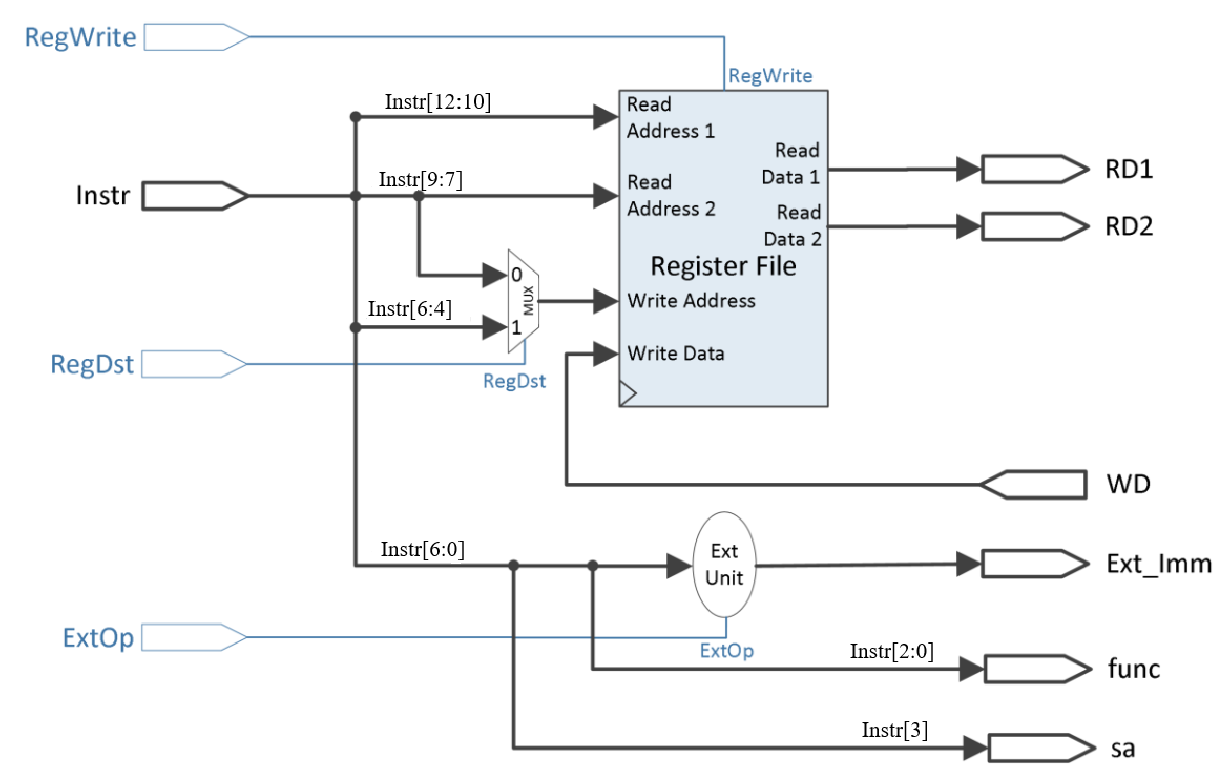 RegWrite
RegWrite
Instr[12:10]
Read
Address 1
Read
Data 1
RD1
Instr
Instr[9:7]
Read
Address 2
Read
Data 2
RD2
Register File
0
MUX
1
Write Address
Instr[6:4]
Write Data
RegDst
RegDst
WD
Instr[6:0]
Ext
Unit
Ext_Imm
ExtOp
ExtOp
Instr[2:0]
func
Instr[3]
sa